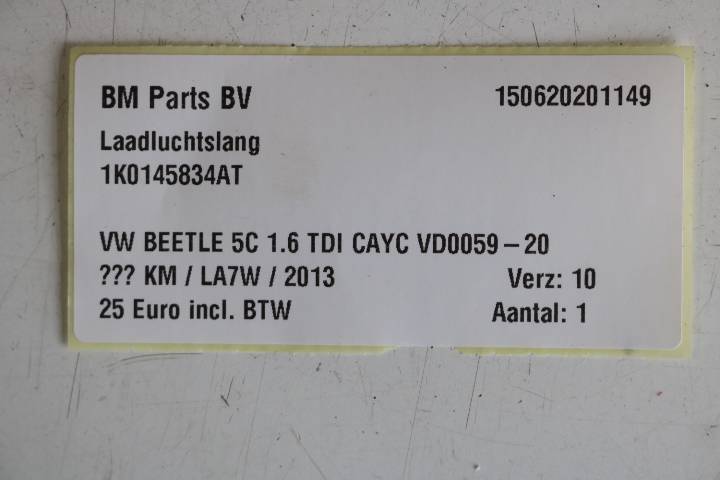 BM Parts BV 150620201149
Laadluchtslang
1K0145834AT
VW BEETLE 5C 1.6 TDI CAYC VD0059-20
??? KM / LA7W / 2013 Verz: 10
25 Euro incl. BTW Aantal: 1